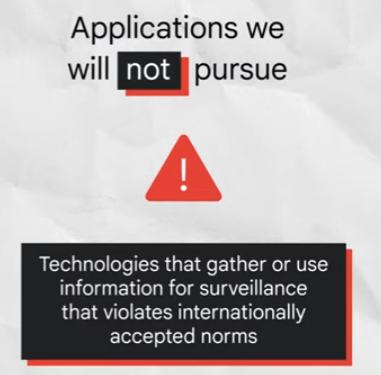 Applications we
will not pursue
!
Technologies that gather or use
information for surveillance
that violates internationally
accepted norms